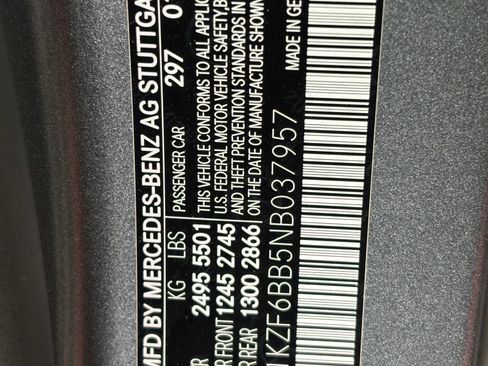 MFD BY MERCEDES-BENZ AG STUTTGA
KG LBS PASSENGER CAR 297 0
R 2495 5501 THIS VEHICLE CONFORMS TO ALL APPLI
R FRONT 1245 2745 U.S. FEDERAL MOTOR VEHICLE SAFETY, B
R REAR 1300 2866 AND THEFT PREVENTION STANDARDS
ON THE DATE OF MANUFACTURE SHOWN
1KZF6BB5NB037957 MADE IN GE